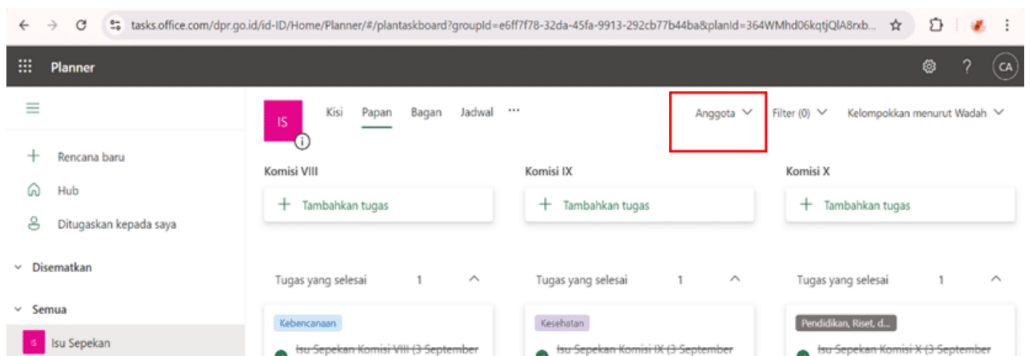 tasks.office.com/dpr.go.id/id-ID/Home/Planner/#/plantaskboard?groupId=e6ff7f78-32da-45fa-9913-292cb77b44ba&planId=364WMhd06kqtjQlA8rxb...
Planner
?
CA
IS
Kisi
Papan
Bagan
Jadwal
...
Anggota
Filter (0)
Kelompokkan menurut Wadah
Rencana baru
Hub
Ditugaskan kepada saya
Disematkan
Semua
IS
Isu Sepekan
Komisi VIII
+ Tambahkan tugas
Tugas yang selesai 1
Kebencanaan
Isu Sepekan Komisi VIII (3 September
Komisi IX
+ Tambahkan tugas
Tugas yang selesai 1
Kesehatan
Isu Sepekan Komisi IX (3 September
Komisi X
+ Tambahkan tugas
Tugas yang selesai 1
Pendidikan, Riset, d...
Isu Sepekan Komisi X (3 September